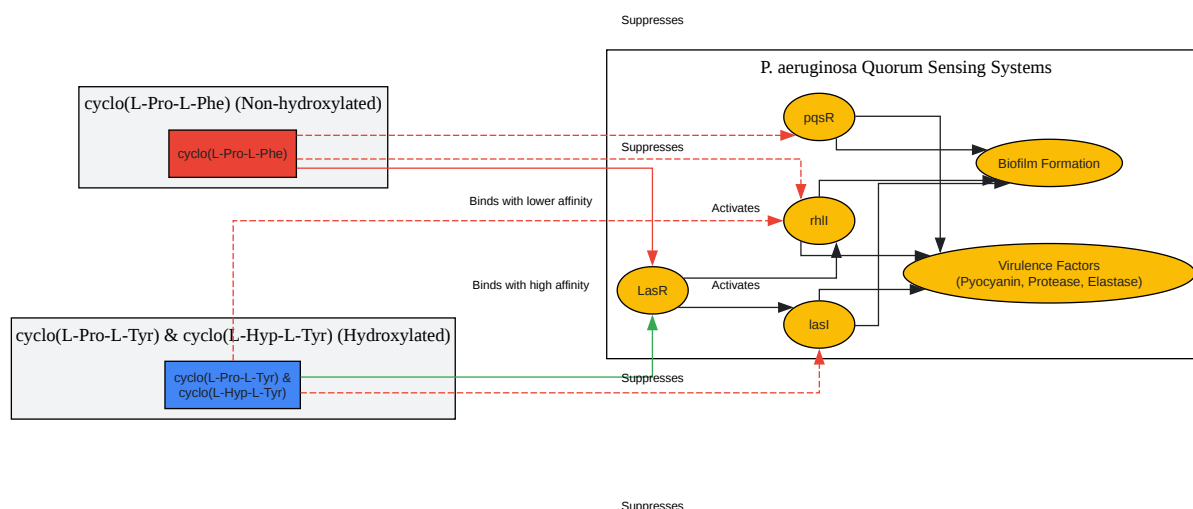 Suppresses
P. aeruginosa Quorum Sensing Systems
cyclo(L-Pro-L-Phe) (Non-hydroxylated)
pqsR
cyclo(L-Pro-L-Phe)
Suppresses
Biofilm Formation
Binds with lower affinity
Activates
rhlI
Virulence Factors
(Pyocyanin, Protease, Elastase)
Binds with high affinity
LasR
Activates
lasI
cyclo(L-Pro-L-Tyr) & cyclo(L-Hyp-L-Tyr) (Hydroxylated)
cyclo(L-Pro-L-Tyr) &
cyclo(L-Hyp-L-Tyr)
Suppresses
Suppresses